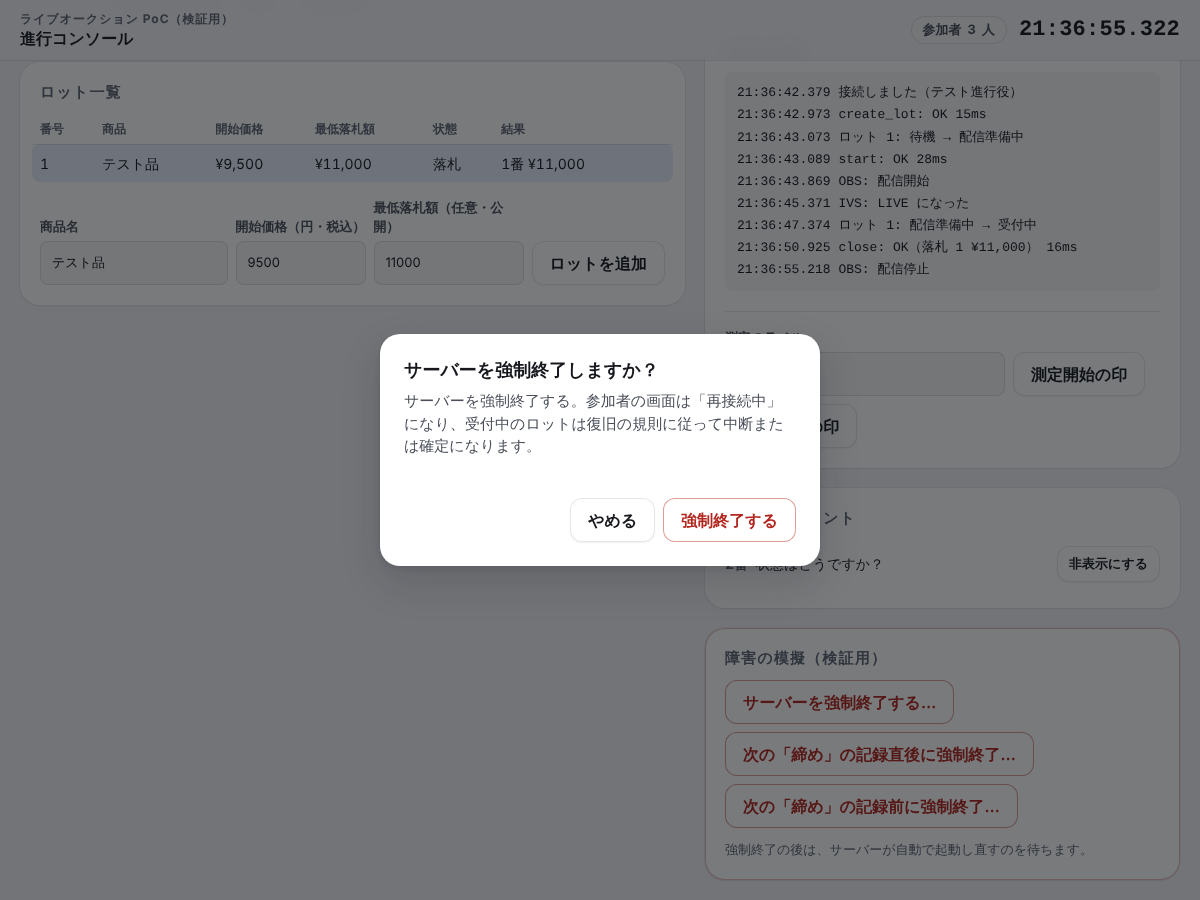 ライブオークション PoC（検証用）
進行コンソール
参加者 3 人
21:36:55.322
ロット一覧
番号 商品 開始価格 最低落札額 状態 結果
1 テスト品 ¥9,500 ¥11,000 落札 1番 ¥11,000
商品名
開始価格（円・税込）
最低落札額（任意・公
開）
テスト品
9500
11000
ロットを追加
21:36:42.379 接続しました（テスト進行役）
21:36:42.973 create_lot: OK 15ms
21:36:43.073 ロット 1: 待機 → 配信準備中
21:36:43.089 start: OK 28ms
21:36:43.869 OBS: 配信開始
21:36:45.371 IVS: LIVE になった
21:36:47.374 ロット 1: 配信準備中 → 受付中
21:36:50.925 close: OK（落札 1 ¥11,000） 16ms
21:36:55.218 OBS: 配信停止
測定開始の印
の印
サーバーを強制終了しますか？
サーバーを強制終了する。参加者の画面は「再接続中」
になり、受付中のロットは復旧の規則に従って中断また
は確定になります。
やめる
強制終了する
ント
うですか？
非表示にする
障害の模擬（検証用）
サーバーを強制終了する…
次の「締め」の記録直後に強制終了…
次の「締め」の記録前に強制終了…
強制終了の後は、サーバーが自動で起動し直すのを待ちます。